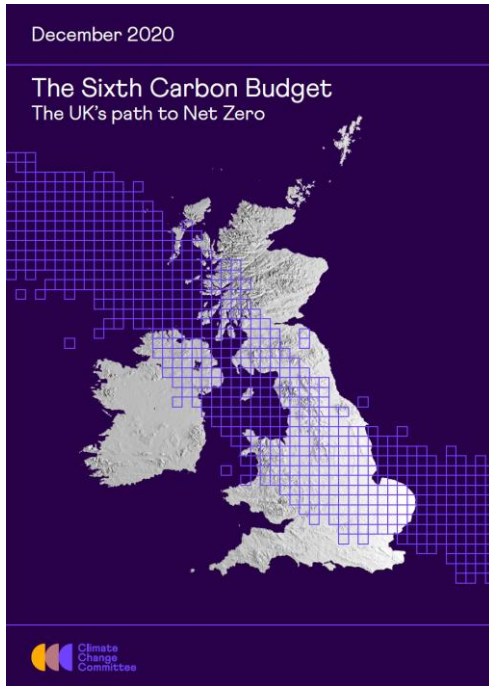 December 2020
The Sixth Carbon Budget
The UK's path to Net Zero
Climate
Change
Committee